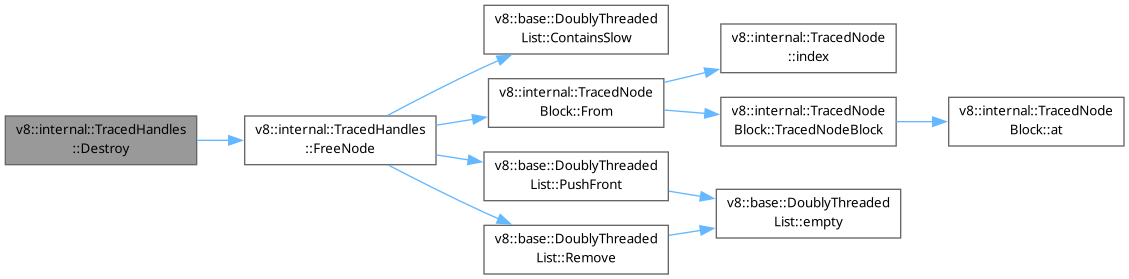 v8::internal::TracedHandles
::Destroy
v8::internal::TracedHandles
::FreeNode
v8::base::DoublyThreaded
List::ContainsSlow
v8::internal::TracedNode
Block::From
v8::base::DoublyThreaded
List::PushFront
v8::base::DoublyThreaded
List::Remove
v8::internal::TracedNode
::index
v8::internal::TracedNode
Block::TracedNodeBlock
v8::base::DoublyThreaded
List::empty
v8::internal::TracedNode
Block::at